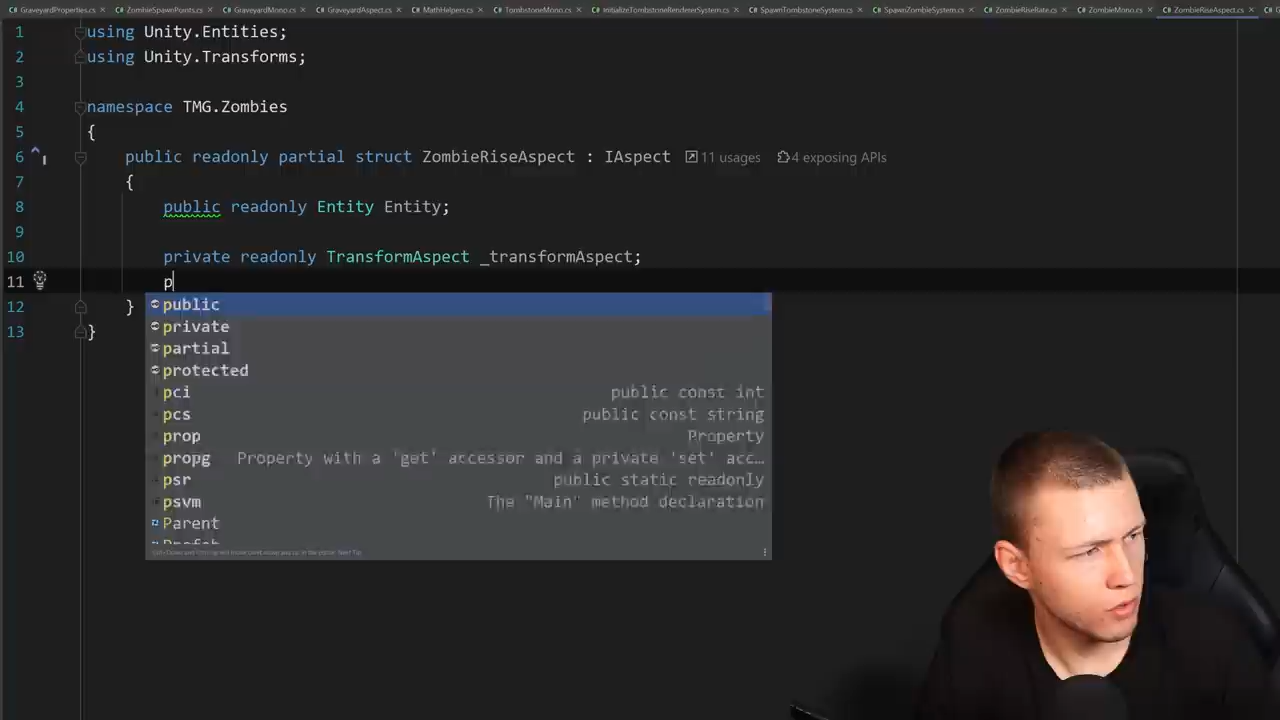 GraveyardProperties.cs ZombieSpawnPoints.cs GraveyardMono.cs GraveyardAspect.cs MathHelpers.cs TombstoneMono.cs InitializeTombstoneRendererSystem.cs SpawnTombstoneSystem.cs SpawnZombieSystem.cs ZombieRiseRate.cs ZombieMono.cs ZombieRiseAspect.cs
1 using Unity.Entities;
2 using Unity.Transforms;
3
4 namespace TMG.Zombies
5 {
6 public readonly partial struct ZombieRiseAspect : IAspect 11 usages 4 exposing APIs
7 {
8 public readonly Entity Entity;
9
10 private readonly TransformAspect _transformAspect;
11 p
12 }
13 }
public
private
partial
protected
pci public const int
pcs public const string
prop Property
propg Property with a 'get' accessor and a private 'set' acc…
psr public static readonly
psvm The "Main" method declaration
Parent
Prefab